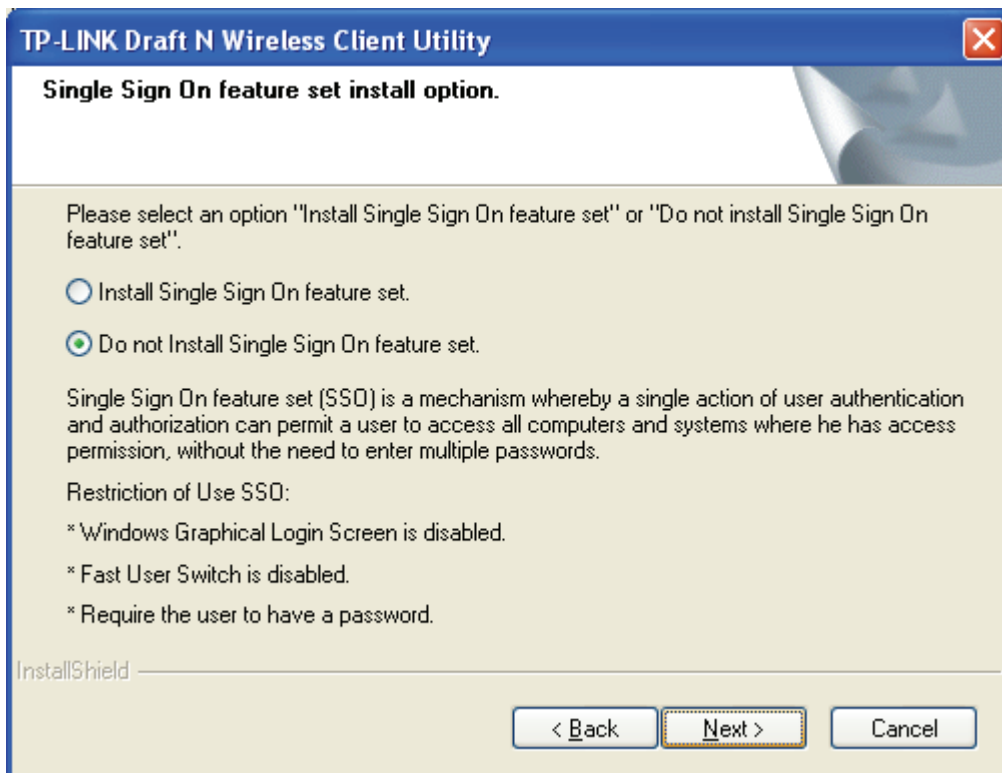 TP-LINK Draft N Wireless Client Utility
Single Sign On feature set install option.
Please select an option "Install Single Sign On feature set" or "Do not install Single Sign On
feature set".
Install Single Sign On feature set.
Do not Install Single Sign On feature set.
Single Sign On feature set (SSO) is a mechanism whereby a single action of user authentication
and authorization can permit a user to access all computers and systems where he has access
permission, without the need to enter multiple passwords.
Restriction of Use SSO:
* Windows Graphical Login Screen is disabled.
* Fast User Switch is disabled.
* Require the user to have a password.
InstallShield
< Back
Next >
Cancel